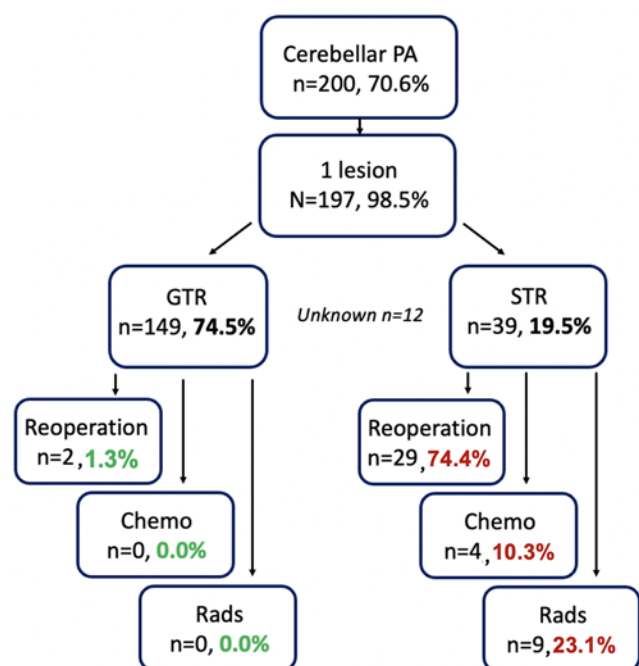 Cerebellar PA
n=200, 70.6%
1 lesion
N=197, 98.5%
GTR
n=149, 74.5%
Unknown n=12
STR
n=39, 19.5%
Reoperation
n=2,1.3%
Chemo
n=0, 0.0%
Rads
n=0, 0.0%
Reoperation
n=29,74.4%
Chemo
n=4,10.3%
Rads
n=9,23.1%